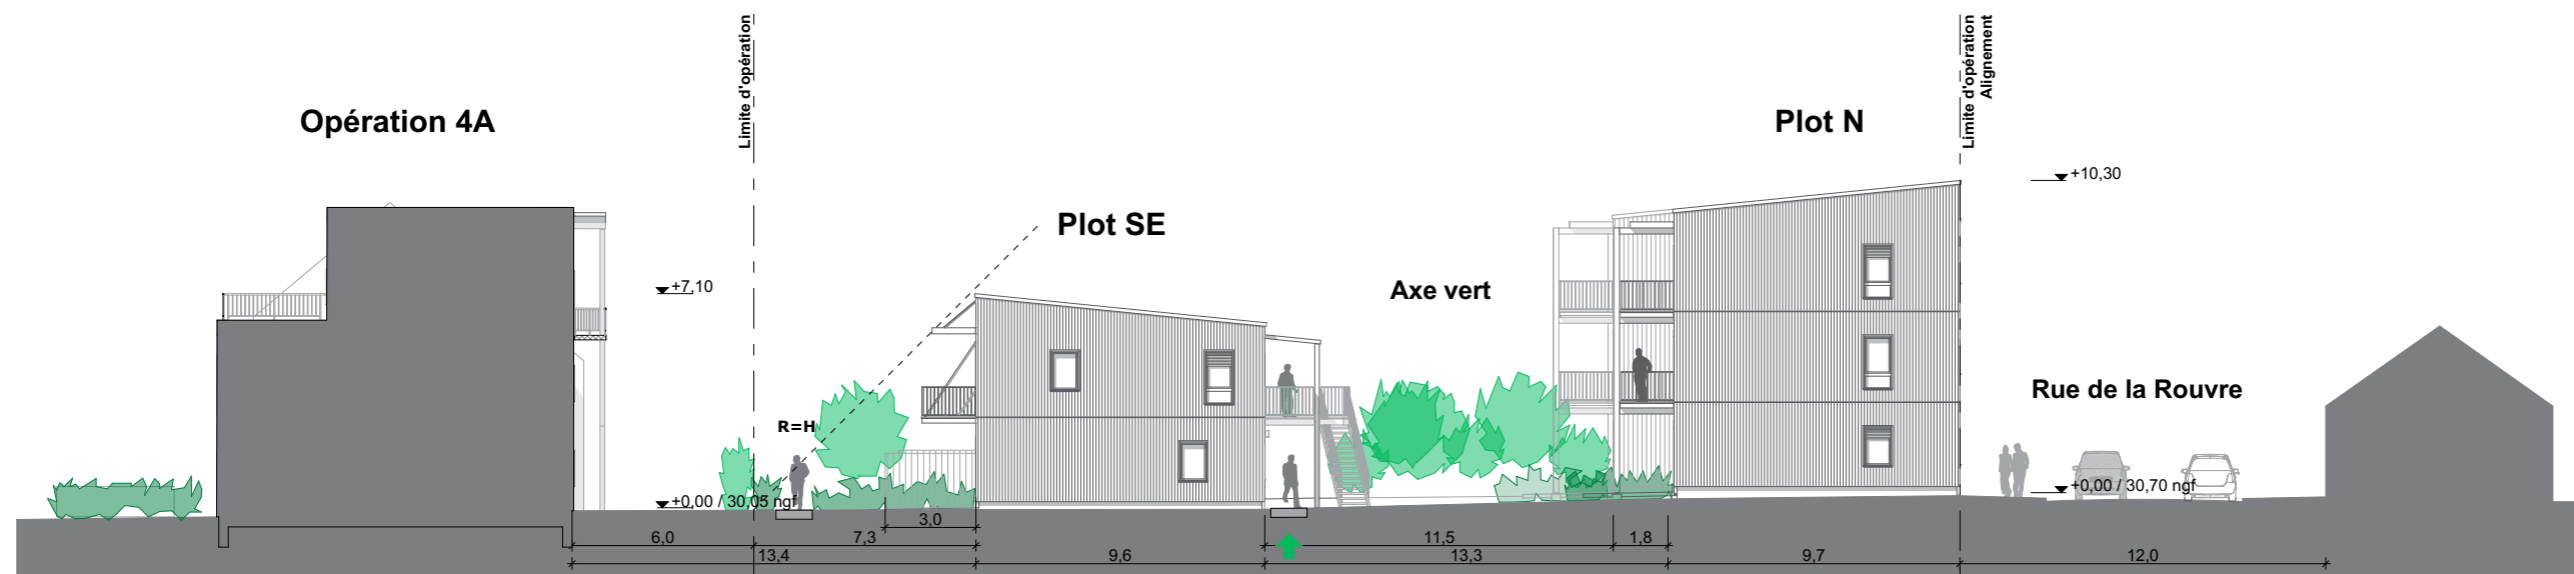 Limite d'opération
Limite d'opération
Alignement
Opération 4A
Plot N
+10,30
Plot SE
+7,10
Axe vert
Rue de la Rouvre
R=H
+0,00 / 30,05 ngf
+0,00 / 30,70 ngf
3,0
6,0
7,3
11,5
1,8
13,4
9,6
13,3
9,7
12,0